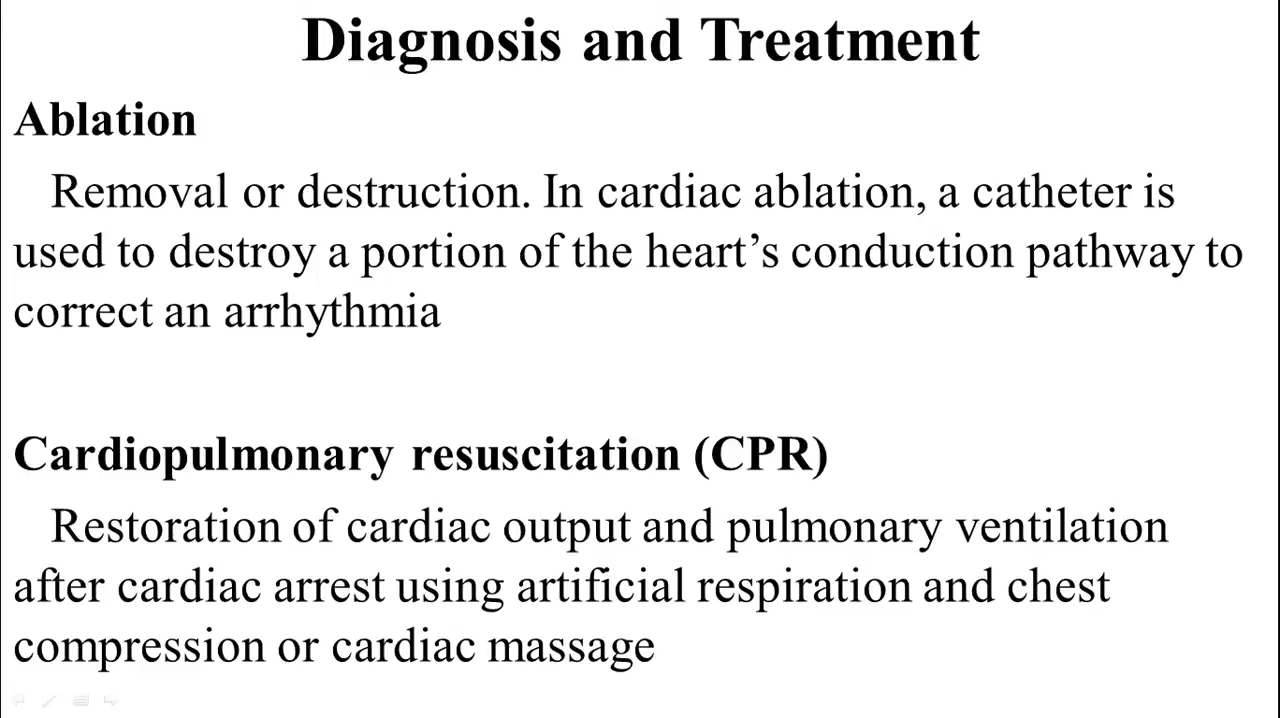 Diagnosis and Treatment
Ablation
Removal or destruction. In cardiac ablation, a catheter is
used to destroy a portion of the heart’s conduction pathway to
correct an arrhythmia
Cardiopulmonary resuscitation (CPR)
Restoration of cardiac output and pulmonary ventilation
after cardiac arrest using artificial respiration and chest
compression or cardiac massage